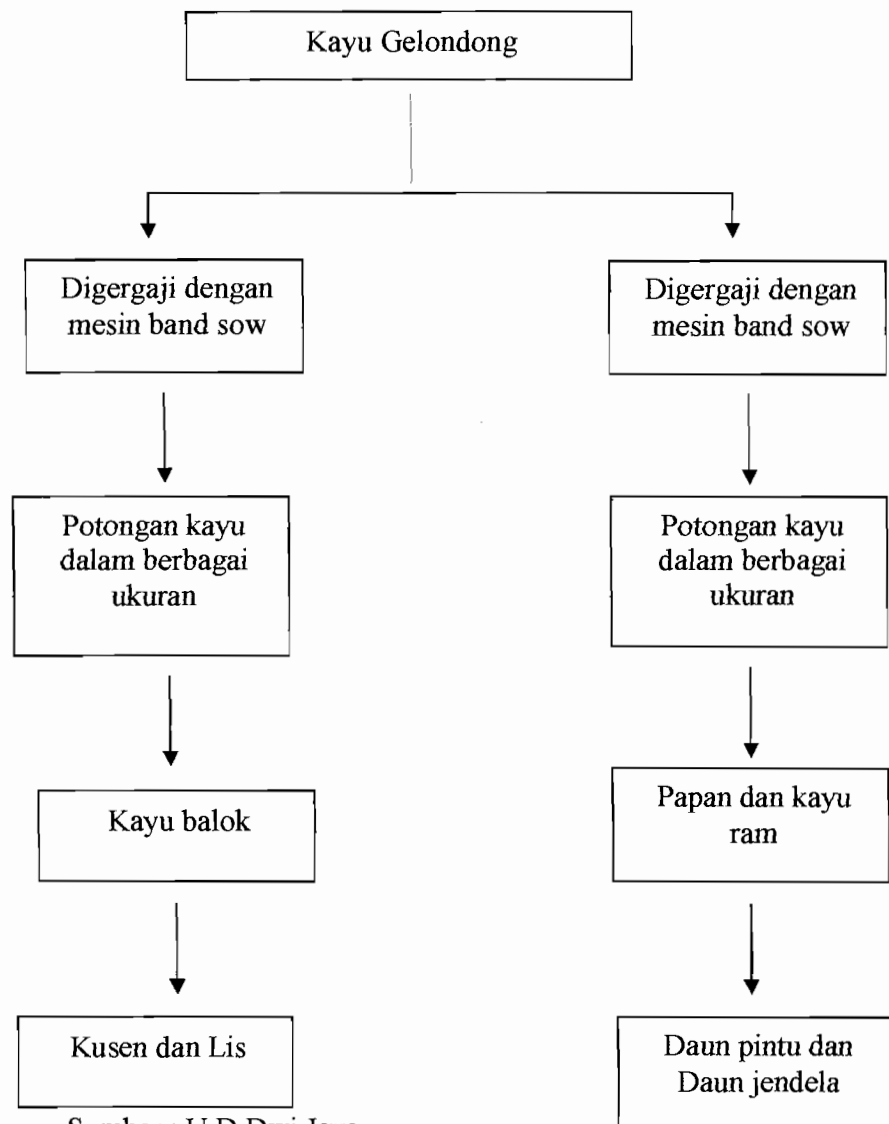 Kayu Gelondong
Digergaji dengan
mesin band sow
Digergaji dengan
mesin band sow
Potongan kayu
dalam berbagai
ukuran
Potongan kayu
dalam berbagai
ukuran
Kayu balok
Papan dan kayu
ram
Kusen dan Lis
Daun pintu dan
Daun jendela